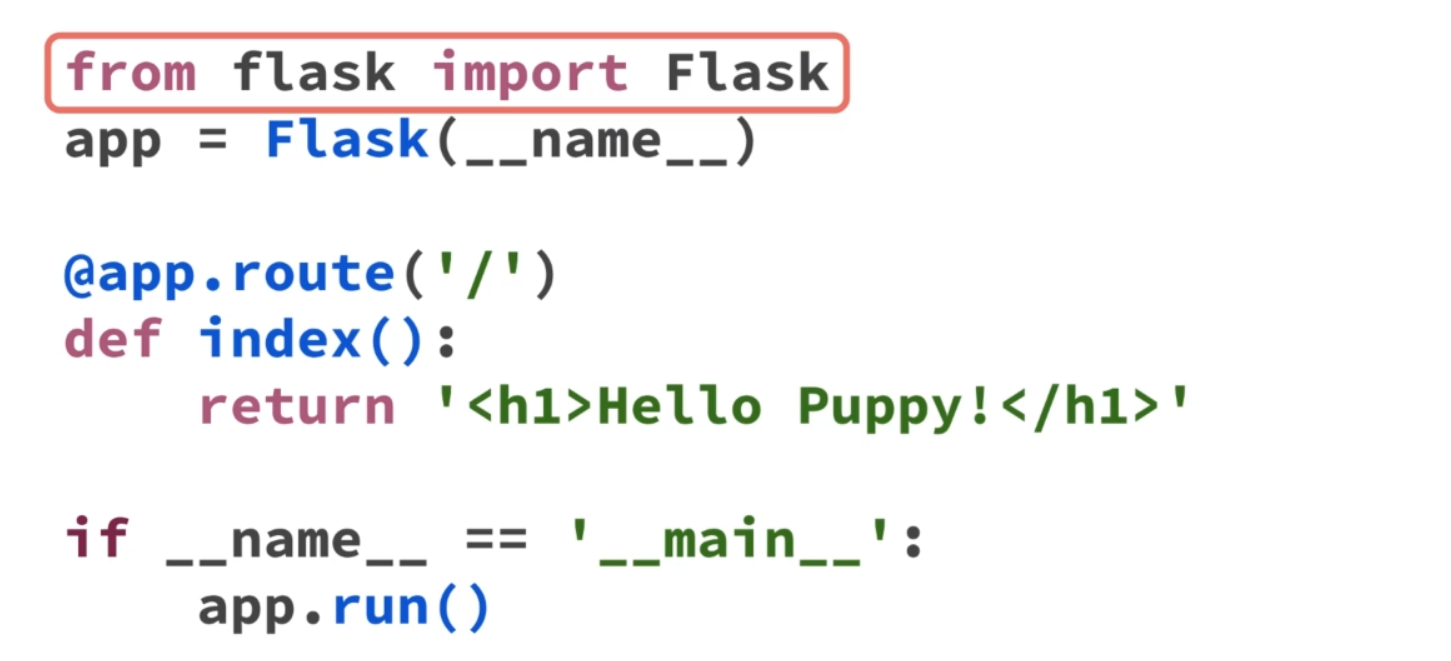 from flask import Flask
app = Flask(__name__)
@app.route('/')
def index():
    return '<h1>Hello Puppy!</h1>'
if __name__ == '__main__':
    app.run()